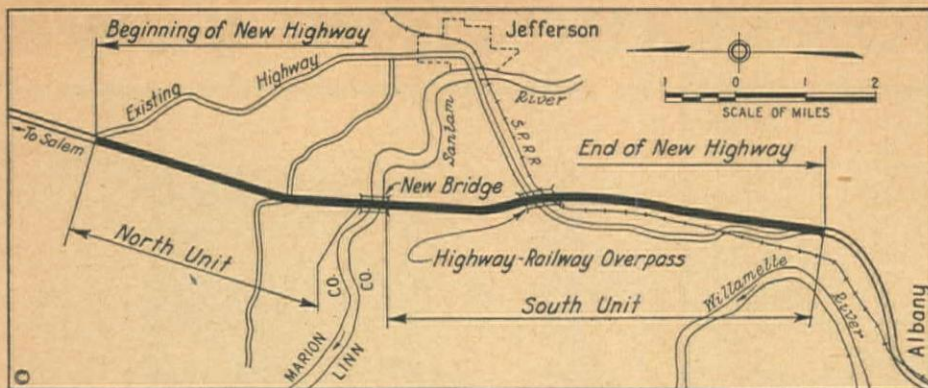 Beginning of New Highway
Jefferson
Existing Highway
River
1 0 1 2
SCALE OF MILES
To Salem
Santam
S.P.R.R.
End of New Highway
New Bridge
North Unit
Highway-Railway Overpass
CO.
CO.
South Unit
Willamette River
MARION
LINN
Albany